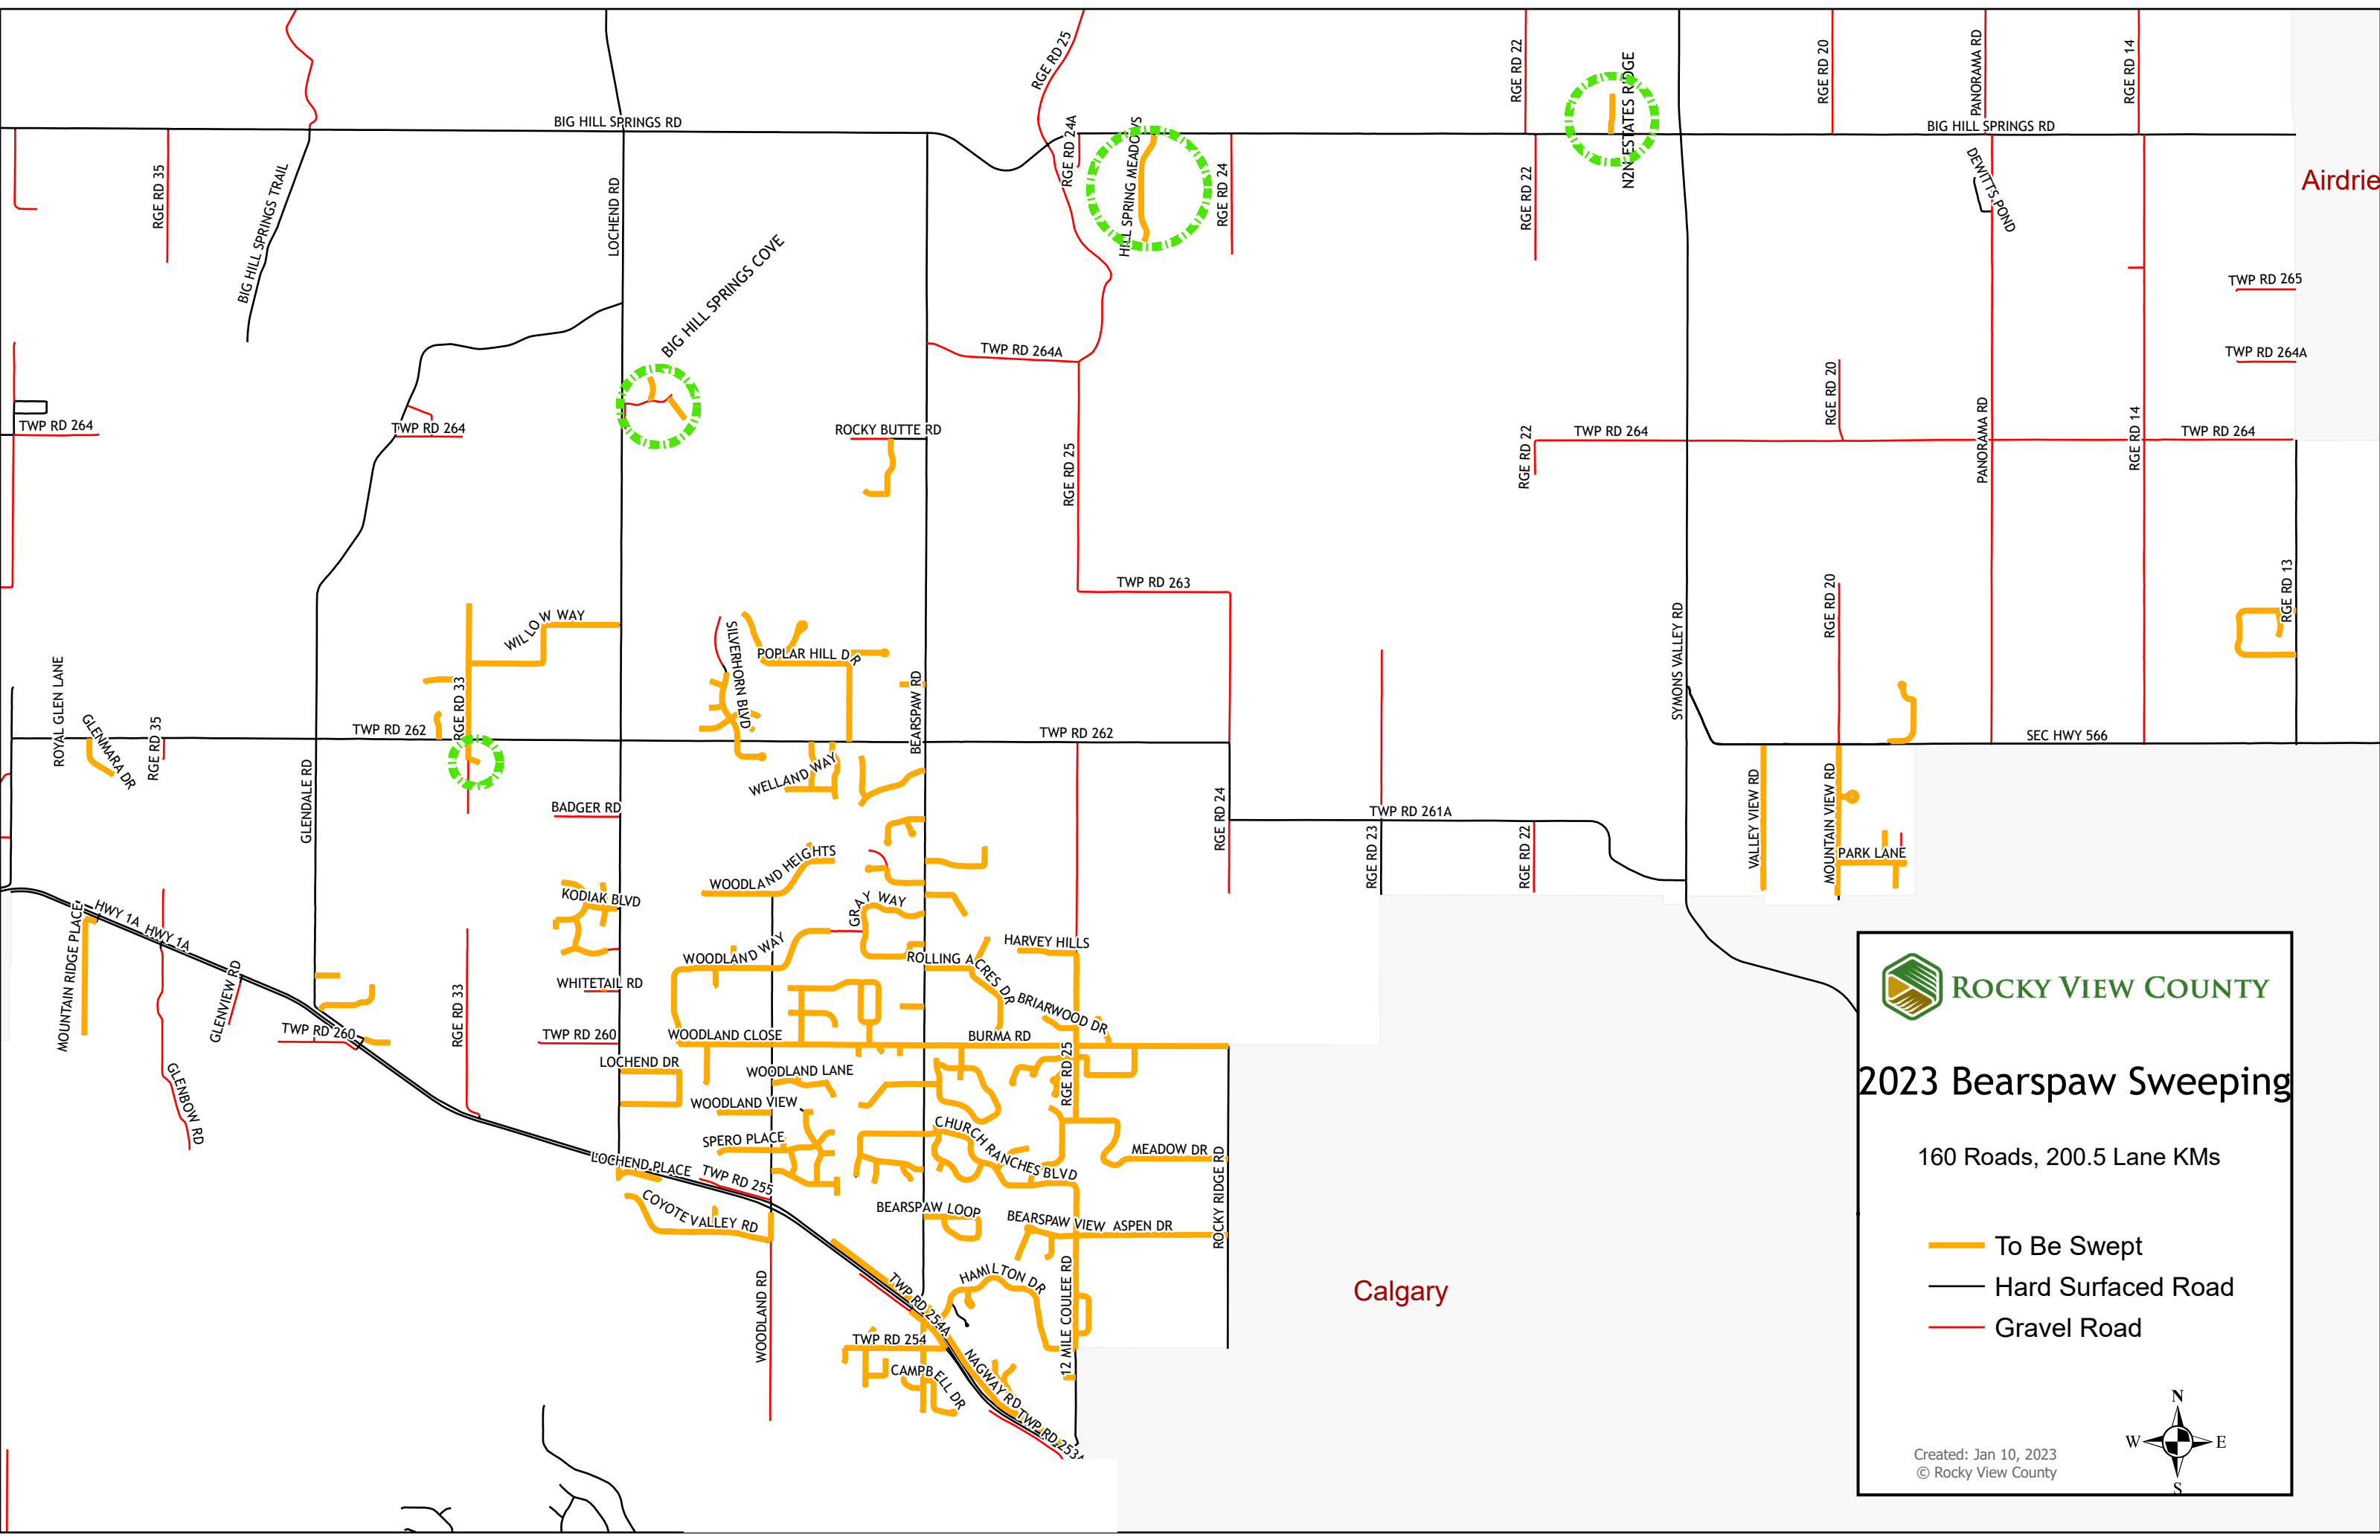 RGE RD 25
RGE RD 22
N2N ESTATES RIDGE
RGE RD 20
PANORAMA RD
RGE RD 14
BIG HILL SPRINGS RD
BIG HILL SPRINGS RD
RGE RD 35
BIG HILL SPRINGS TRAIL
LOCHEND RD
RGE RD 24A
HILL SPRING MEADOWS
RGE RD 24
RGE RD 22
DEWITTS POND
Airdrie
BIG HILL SPRINGS COVE
TWP RD 265
TWP RD 264A
TWP RD 264A
RGE RD 20
TWP RD 264
TWP RD 264
ROCKY BUTTE RD
RGE RD 25
RGE RD 22
TWP RD 264
PANORAMA RD
RGE RD 14
TWP RD 264
TWP RD 263
RGE RD 20
RGE RD 13
WILLOW WAY
SILVERHORN BLVD
POPLAR HILL DR
SYMONS VALLEY RD
ROYAL GLEN LANE
GLENMARA DR
RGE RD 35
TWP RD 262
RGE RD 33
BEARSPAW RD
TWP RD 262
SEC HWY 566
WELLAND WAY
GLENDALE RD
BADGER RD
RGE RD 24
TWP RD 261A
RGE RD 23
RGE RD 22
VALLEY VIEW RD
MOUNTAIN VIEW RD
PARK LANE
WOODLAND HEIGHTS
KODIAK BLVD
GRAY WAY
MOUNTAIN RIDGE PLACE
HWY 1A
HWY 1A
WOODLAND WAY
ROLLING ACRES DR
HARVEY HILLS
GLENVIEW RD
WHITETAIL RD
RGE RD 33
BRIARWOOD DR
TWP RD 260
TWP RD 260
WOODLAND CLOSE
BURMA RD
LOCHEND DR
WOODLAND LANE
RGE RD 25
GLENBOW RD
WOODLAND VIEW
SPERO PLACE
CHURCH RANCHES BLVD
MEADOW DR
ROCKY RIDGE RD
LOCHEND PLACE
TWP RD 255
COYOTE VALLEY RD
BEARSPAW LOOP
BEARSPAW VIEW
ASPEN DR
WOODLAND RD
HAMILTON DR
12 MILE COULEE RD
TWP RD 254A
TWP RD 254
CAMPBELL DR
NAGWAY RD
TWP RD 253A
Calgary
ROCKY VIEW COUNTY
2023 Bearspaw Sweeping
160 Roads, 200.5 Lane KMs
To Be Swept
Hard Surfaced Road
Gravel Road
N
W
E
S
Created: Jan 10, 2023
© Rocky View County